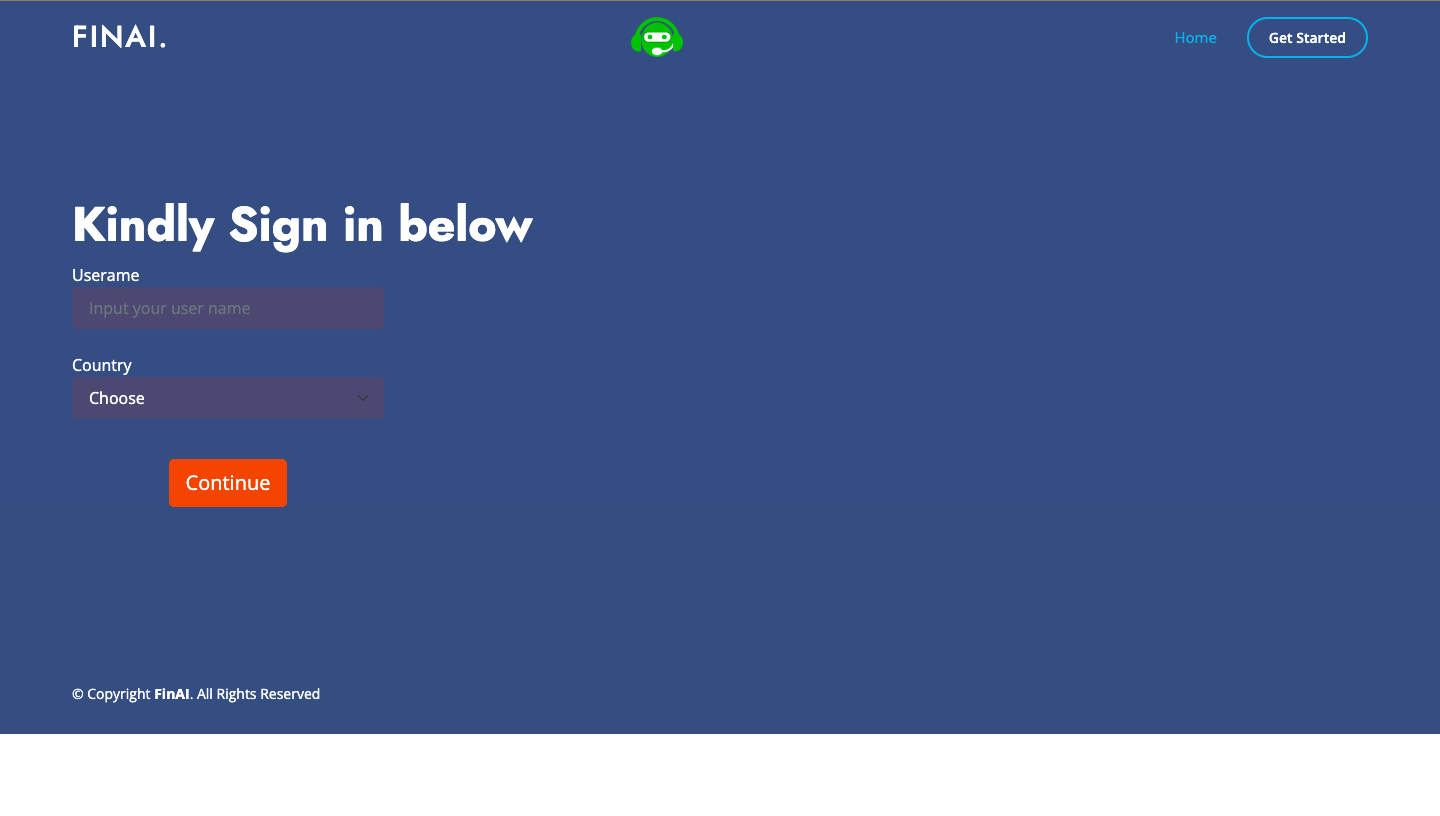 FINAI.
Home
Get Started
Kindly Sign in below
Userame
Input your user name
Country
Choose
Continue
© Copyright FinAI. All Rights Reserved